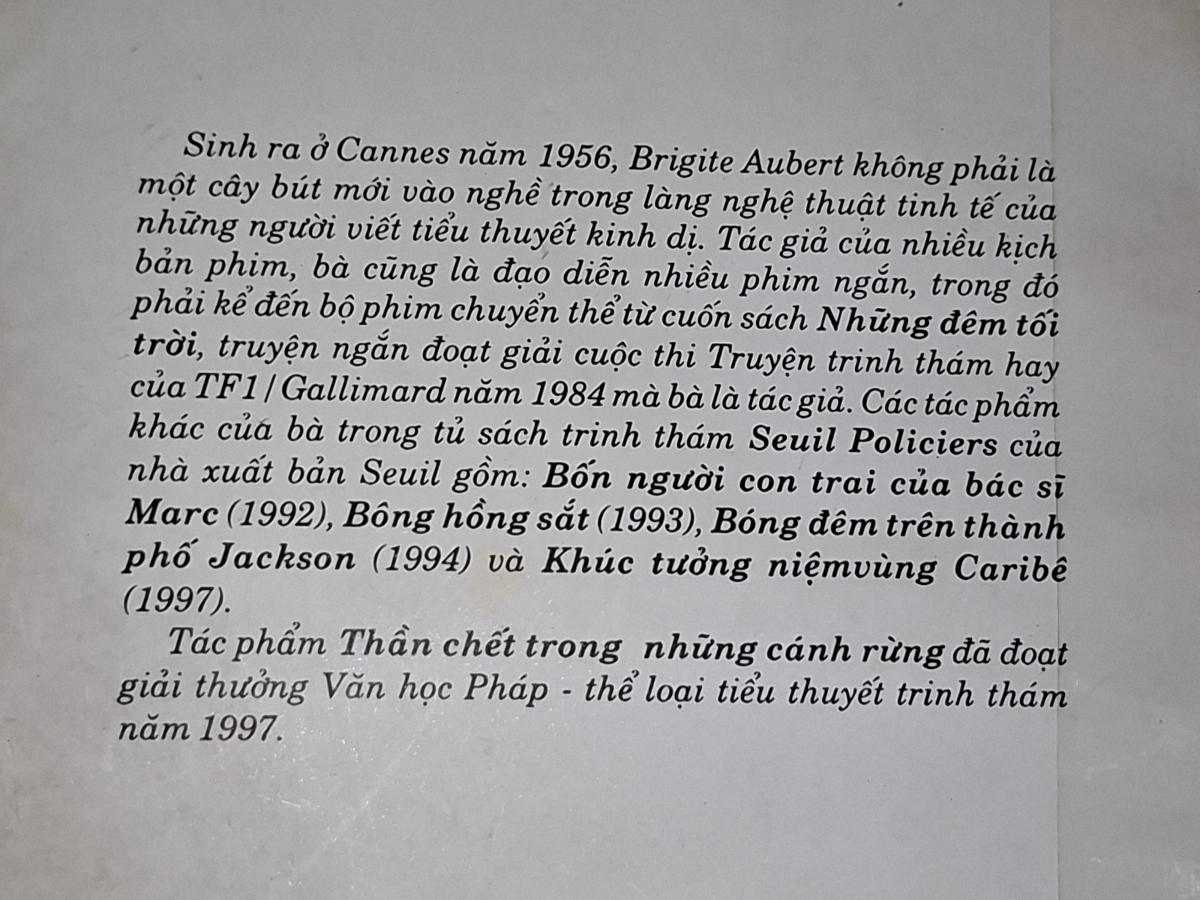 Sinh ra ở Cannes năm 1956, Brigite Aubert không phải là
một cây bút mới vào nghề trong làng nghệ thuật tinh tế của
những người viết tiểu thuyết kinh dị. Tác giả của nhiều kịch
bản phim, bà cũng là đạo diễn nhiều phim ngắn, trong đó
phải kể đến bộ phim chuyển thể từ cuốn sách Những đêm tối
trời, truyện ngắn đoạt giải cuộc thi Truyện trinh thám hay
của TF1/Gallimard năm 1984 mà bà là tác giả. Các tác phẩm
khác của bà trong tủ sách trinh thám Seuil Policiers của
nhà xuất bản Seuil gồm: Bốn người con trai của bác sĩ
Marc (1992), Bông hồng sắt (1993), Bóng đêm trên thành
phố Jackson (1994) và Khúc tưởng niệmvùng Caribê
(1997).
Tác phẩm Thần chết trong những cánh rừng đã đoạt
giải thưởng Văn học Pháp - thể loại tiểu thuyết trinh thám
năm 1997.